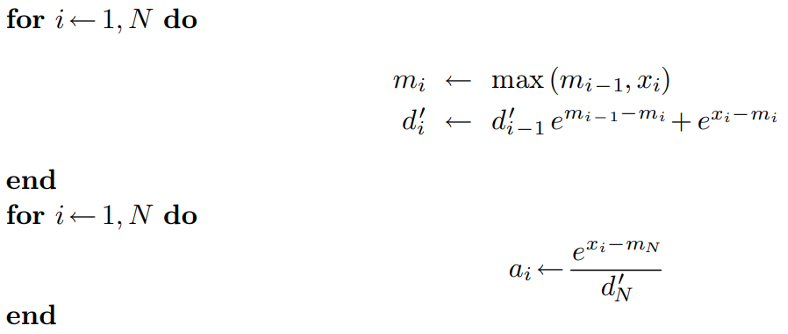 for i ← 1, N do
m_i ← max (m_{i−1}, x_i)
d′_i ← d′_{i−1} e^{m_{i−1}−m_i} + e^{x_i−m_i}
end
for i ← 1, N do
a_i ← \frac{e^{x_i−m_N}}{d′_N}
end